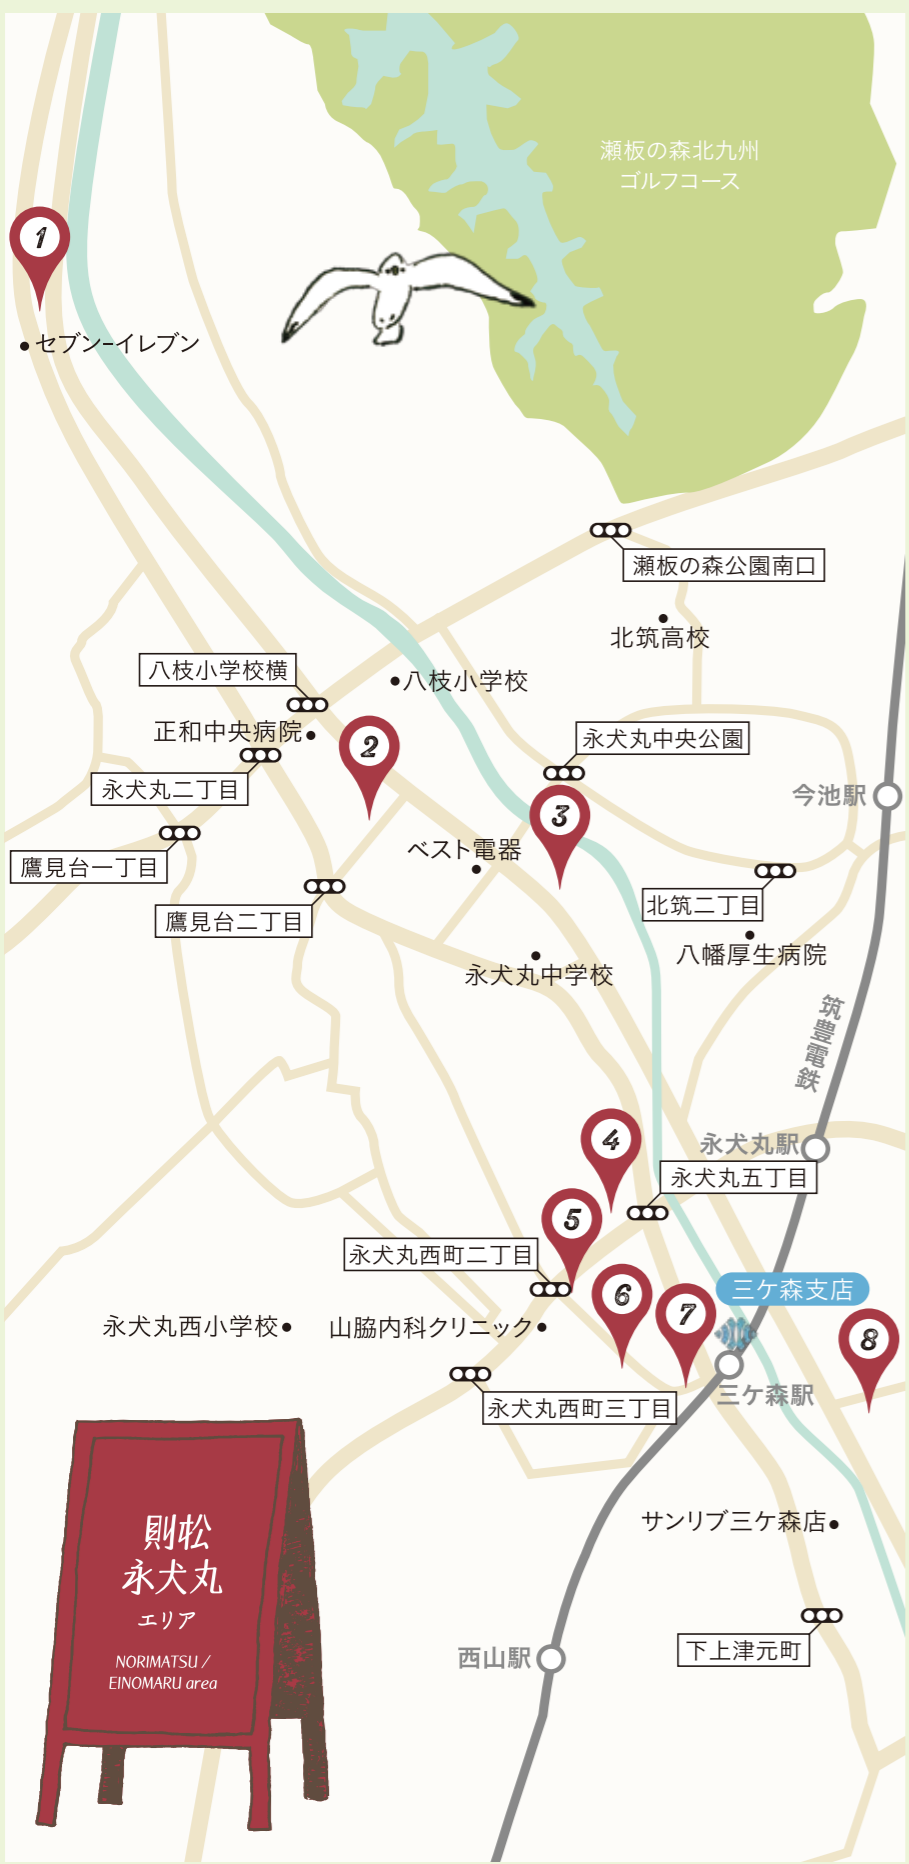 瀬板の森北九州
ゴルフコース
1
セブン-イレブン
瀬板の森公園南口
北筑高校
八枝小学校横
八枝小学校
正和中央病院
2
永犬丸中央公園
永犬丸二丁目
今池駅
3
鷹見台一丁目
ベスト電器
鷹見台二丁目
北筑二丁目
八幡厚生病院
永犬丸中学校
筑豊電鉄
4
永犬丸駅
永犬丸五丁目
5
永犬丸西町二丁目
6
三ケ森支店
7
8
永犬丸西小学校
山脇内科クリニック
三ケ森駅
永犬丸西町三丁目
サンリブ三ケ森店
則松
永犬丸
エリア
NORIMATSU /
EINOMARU area
西山駅
下上津元町